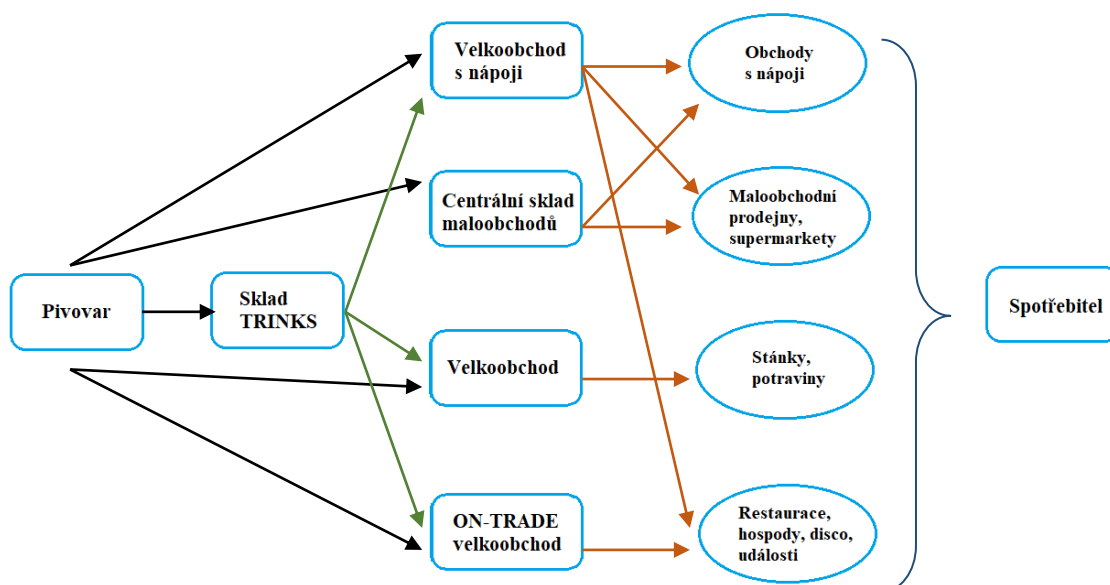 Pivovar
Sklad
TRINKS
Velkoobchod
s nápoji
Centrální sklad
maloobchodů
Velkoobchod
ON-TRADE
velkoobchod
Obchody
s nápoji
Maloobchodní
prodejny,
supermarkety
Stánky,
potraviny
Restaurace,
hospody, disco,
události
Spotřebitel